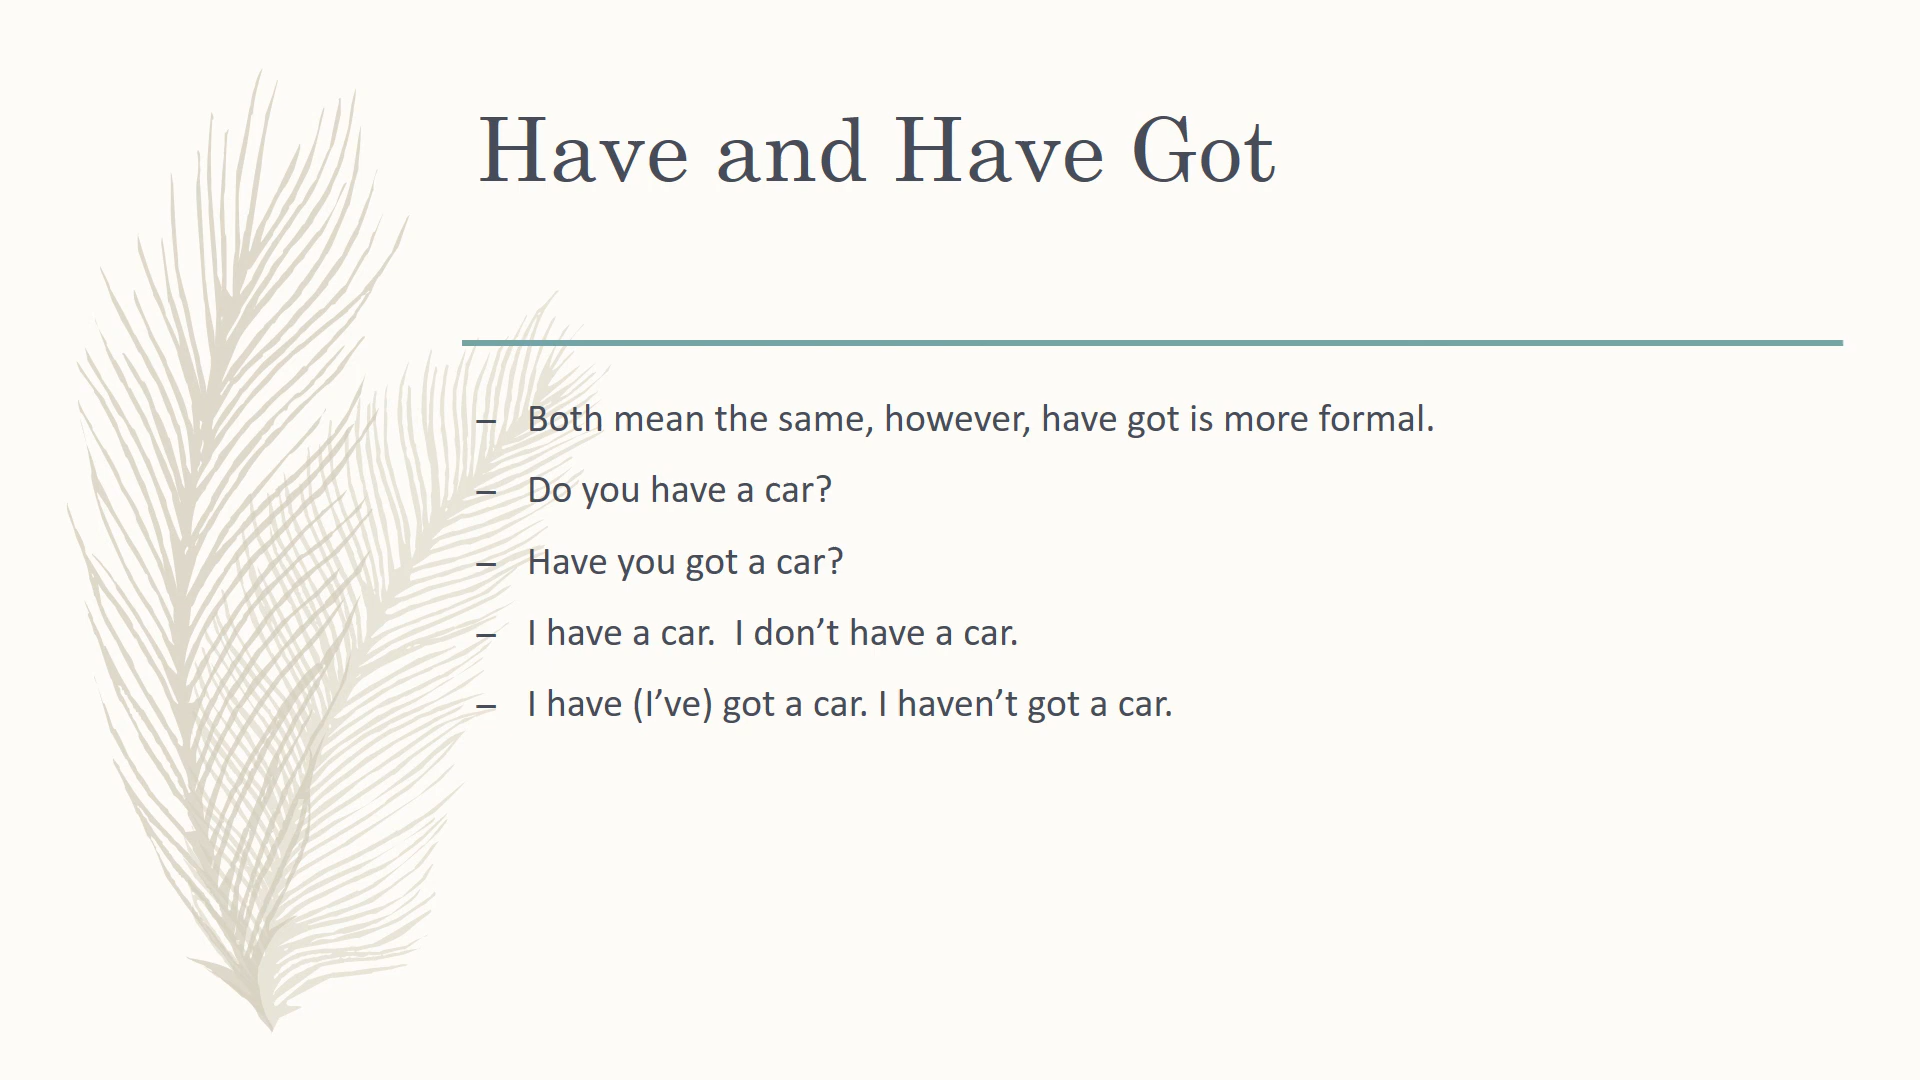 Have and Have Got
– Both mean the same, however, have got is more formal.
– Do you have a car?
– Have you got a car?
– I have a car.  I don’t have a car.
– I have (I’ve) got a car. I haven’t got a car.